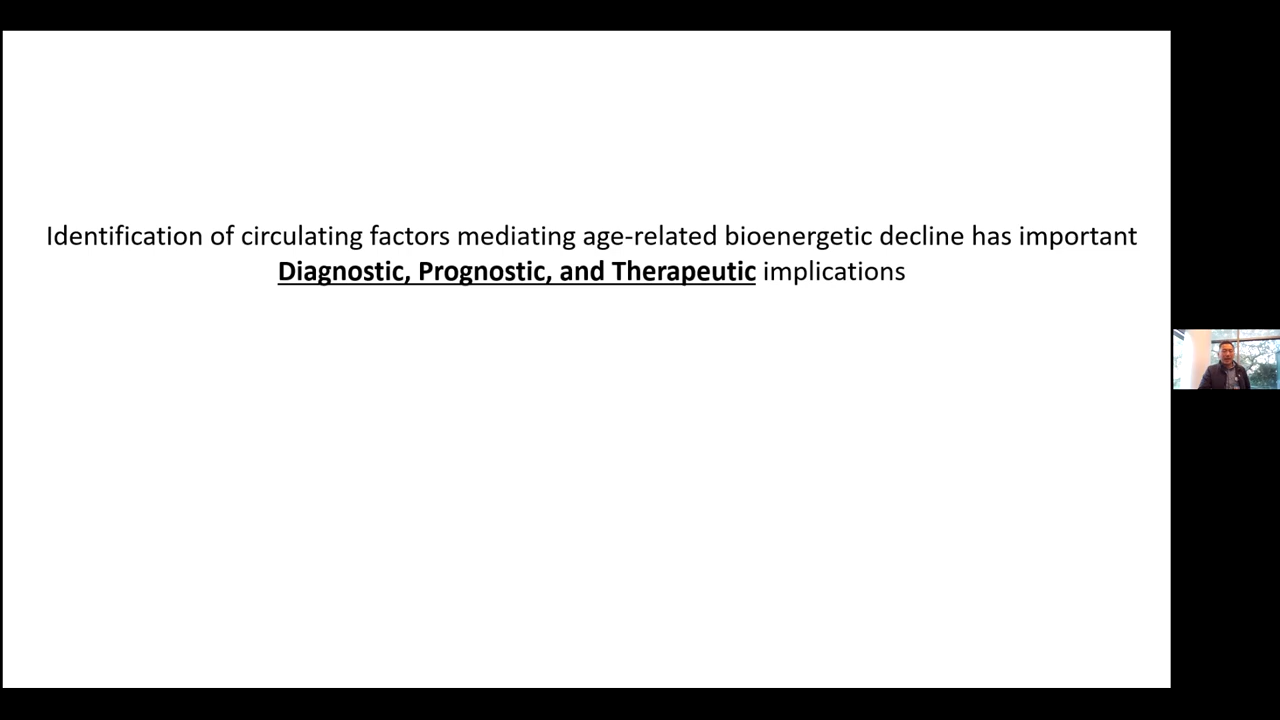 Identification of circulating factors mediating age-related bioenergetic decline has important
Diagnostic, Prognostic, and Therapeutic implications